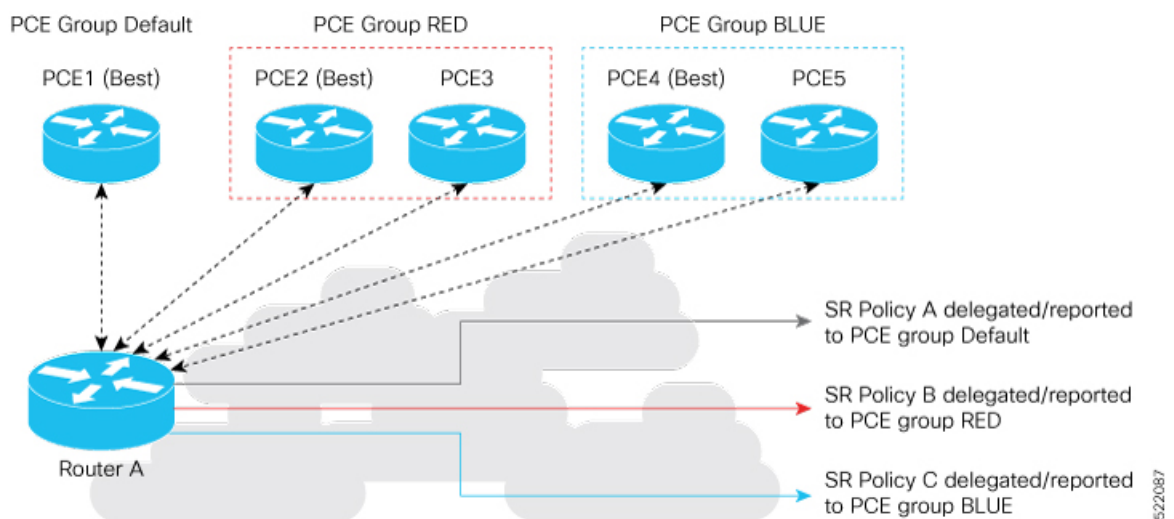 PCE Group Default
PCE Group RED
PCE Group BLUE
PCE1 (Best)
PCE2 (Best)
PCE3
PCE4 (Best)
PCE5
SR Policy A delegated/reported
to PCE group Default
SR Policy B delegated/reported
to PCE group RED
Router A
SR Policy C delegated/reported
to PCE group BLUE
522087